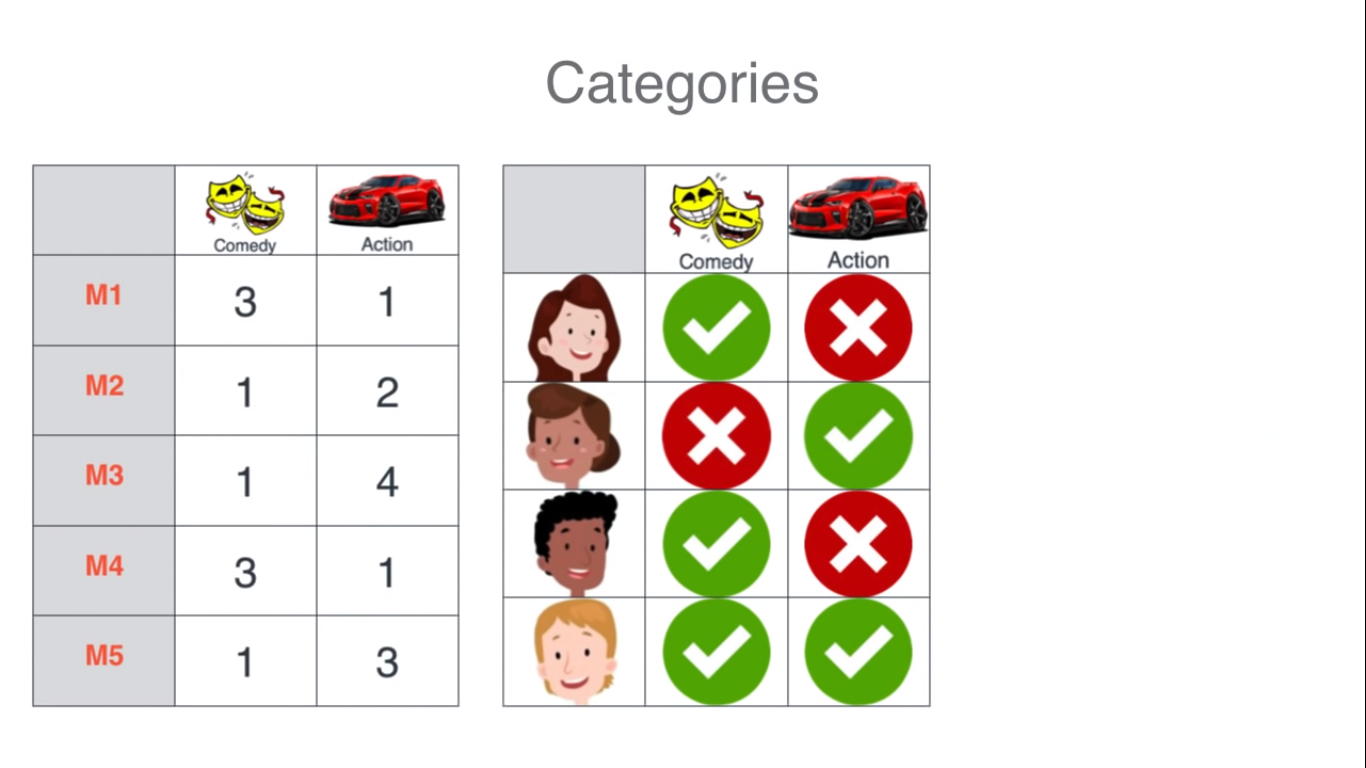 Categories
Comedy Action
M1 3 1
M2 1 2
M3 1 4
M4 3 1
M5 1 3
Comedy Action